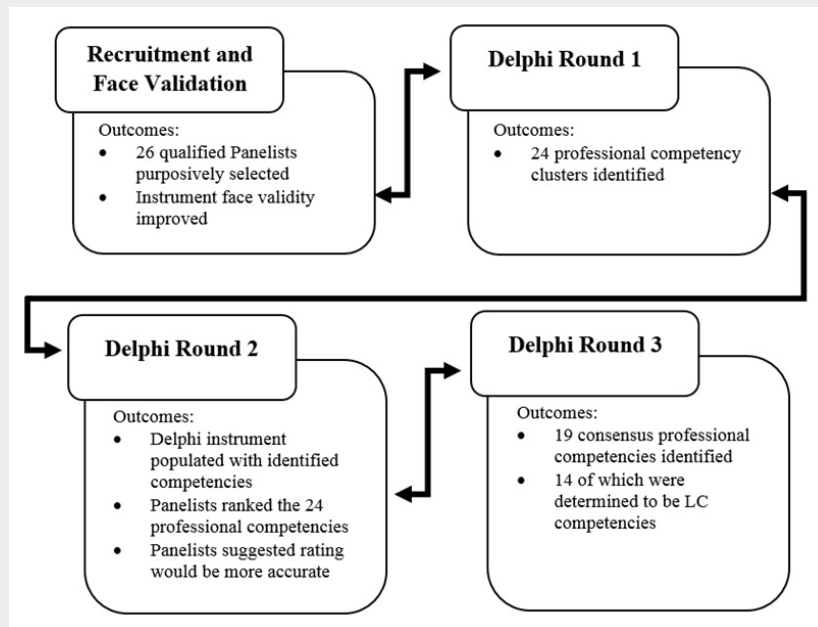 Recruitment and
Face Validation
Outcomes:
• 26 qualified Panelists
purposively selected
• Instrument face validity
improved
Delphi Round 1
Outcomes:
• 24 professional competency
clusters identified
Delphi Round 2
Outcomes:
• Delphi instrument
populated with identified
competencies
• Panelists ranked the 24
professional competencies
• Panelists suggested rating
would be more accurate
Delphi Round 3
Outcomes:
• 19 consensus professional
competencies identified
• 14 of which were
determined to be LC
competencies